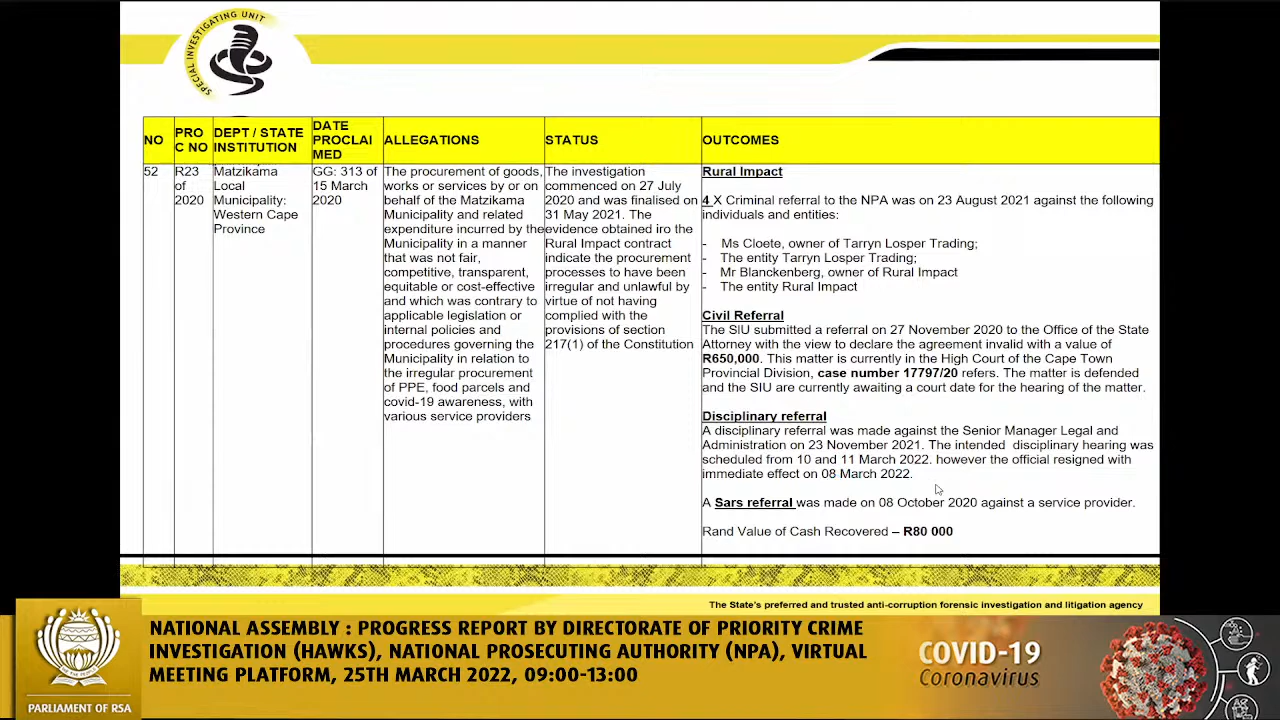 SPECIAL INVESTIGATING UNIT
NO
PRO
C NO
DEPT / STATE
INSTITUTION
DATE
PROCLAI
MED
ALLEGATIONS
STATUS
OUTCOMES
52
R23
of
2020
Matzikama
Local
Municipality:
Western Cape
Province
GG: 313 of
15 March
2020
The procurement of goods,
works or services by or on
behalf of the Matzikama
Municipality and related
expenditure incurred by the
Municipality in a manner
that was not fair,
competitive, transparent,
equitable or cost-effective
and which was contrary to
applicable legislation or
internal policies and
procedures governing the
Municipality in relation to
the irregular procurement
of PPE, food parcels and
covid-19 awareness, with
various service providers
The investigation
commenced on 27 July
2020 and was finalised on
31 May 2021. The
evidence obtained iro the
Rural Impact contract
indicate the procurement
processes to have been
irregular and unlawful by
virtue of not having
complied with the
provisions of section
217(1) of the Constitution
Rural Impact
4 X Criminal referral to the NPA was on 23 August 2021 against the following
individuals and entities:
- Ms Cloete, owner of Tarryn Losper Trading;
- The entity Tarryn Losper Trading;
- Mr Blanckenberg, owner of Rural Impact
- The entity Rural Impact
Civil Referral
The SIU submitted a referral on 27 November 2020 to the Office of the State
Attorney with the view to declare the agreement invalid with a value of
R650,000. This matter is currently in the High Court of the Cape Town
Provincial Division, case number 17797/20 refers. The matter is defended
and the SIU are currently awaiting a court date for the hearing of the matter.
Disciplinary referral
A disciplinary referral was made against the Senior Manager Legal and
Administration on 23 November 2021. The intended disciplinary hearing was
scheduled from 10 and 11 March 2022. however the official resigned with
immediate effect on 08 March 2022.
A Sars referral was made on 08 October 2020 against a service provider.
Rand Value of Cash Recovered – R80 000
The State's preferred and trusted anti-corruption forensic investigation and litigation agency
NATIONAL ASSEMBLY : PROGRESS REPORT BY DIRECTORATE OF PRIORITY CRIME
INVESTIGATION (HAWKS), NATIONAL PROSECUTING AUTHORITY (NPA), VIRTUAL
MEETING PLATFORM, 25TH MARCH 2022, 09:00-13:00
PARLIAMENT OF RSA
COVID-19
Coronavirus